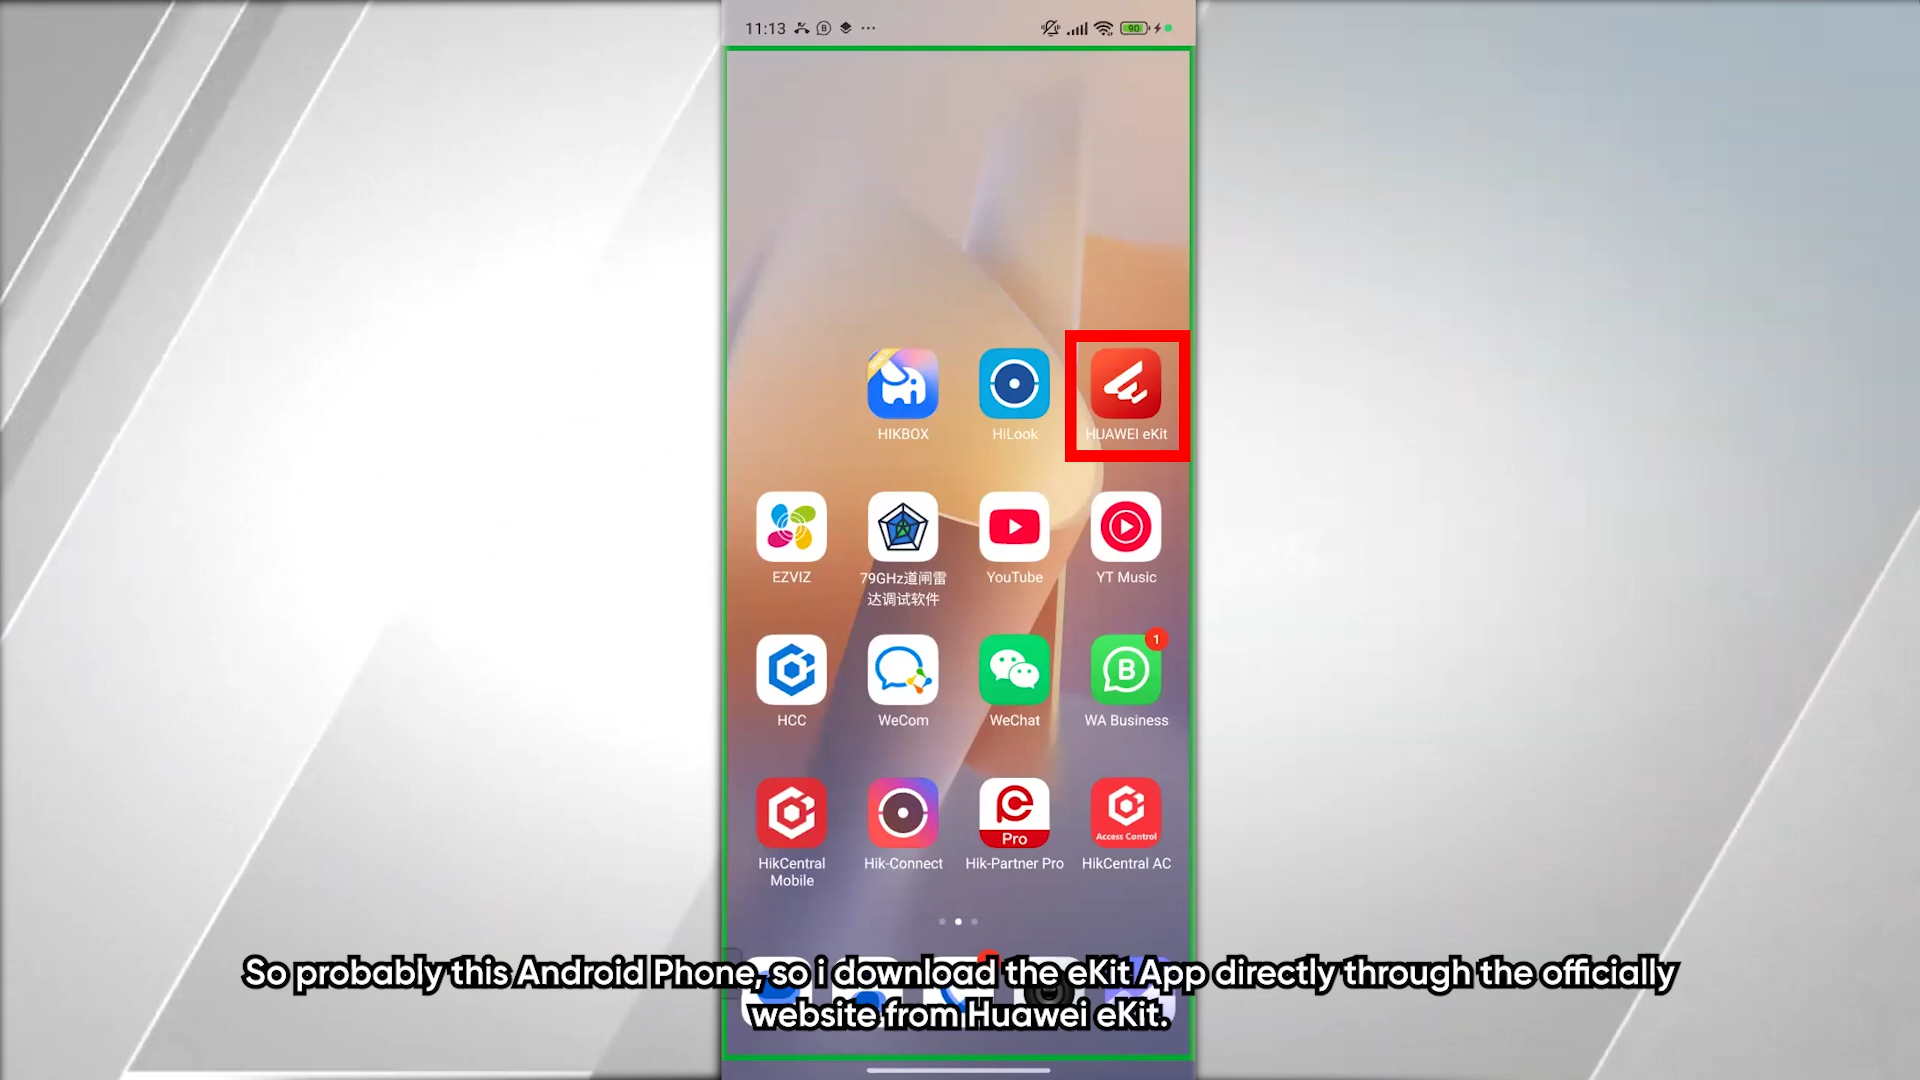 11:13
90
HIKBOX
HiLook
HUAWEI eKit
EZVIZ
79GHz道闸雷
达调试软件
YouTube
YT Music
1
B
HCC
WeCom
WeChat
WA Business
Pro
Access Control
HikCentral
Mobile
Hik-Connect
Hik-Partner Pro
HikCentral AC
So probably this Android Phone, so i download the eKit App directly through the officially
website from Huawei eKit.